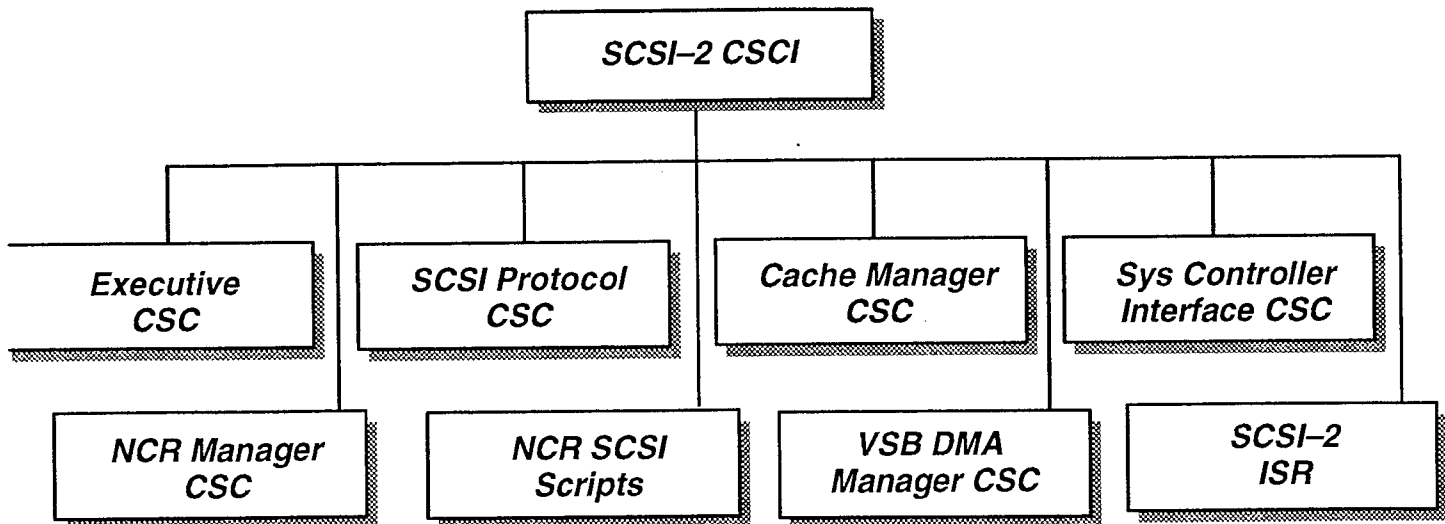 SCSI–2 CSCI
Executive
CSC
SCSI Protocol
CSC
Cache Manager
CSC
Sys Controller
Interface CSC
NCR Manager
CSC
NCR SCSI
Scripts
VSB DMA
Manager CSC
SCSI–2
ISR